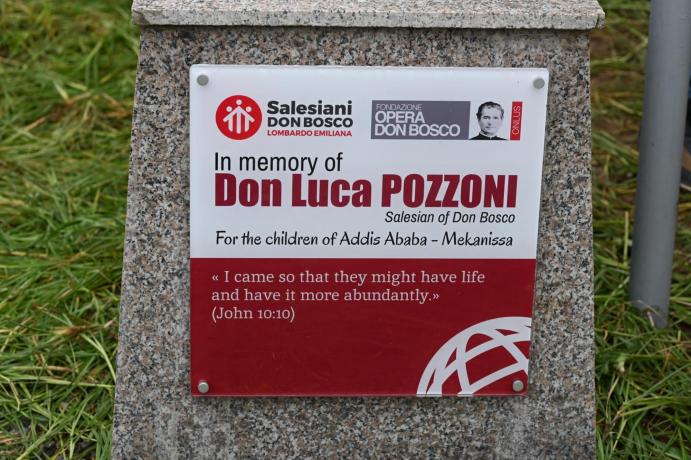 Salesiani
DON BOSCO
LOMBARDO EMILIANA
FONDAZIONE
OPERA
DON BOSCO
ONLUS
In memory of
Don Luca POZZONI
Salesian of Don Bosco
For the children of Addis Ababa - Mekanissa
« I came so that they might have life
and have it more abundantly.»
(John 10:10)